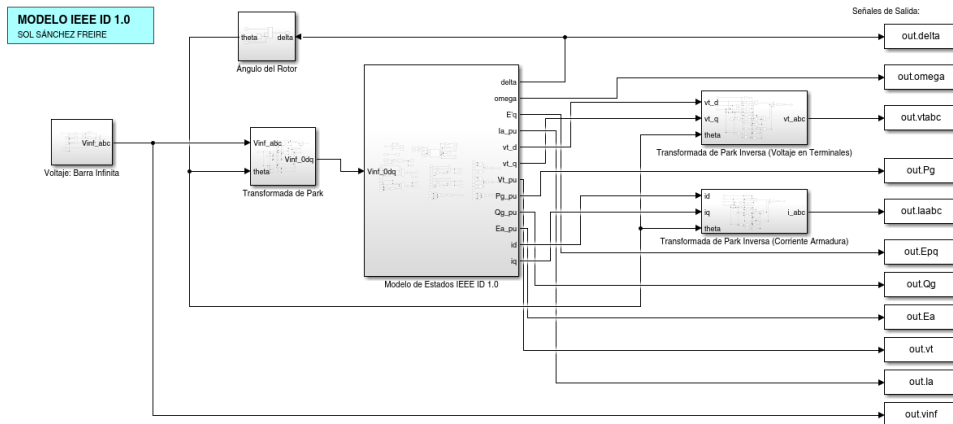 MODELO IEEE ID 1.0
SOL SÁNCHEZ FREIRE
Señales de Salida:
theta
delta
Ángulo del Rotor
out.delta
out.omega
out.vtabc
out.Pg
out.Iaabc
out.Epq
out.Qg
out.Ea
out.vt
out.Ia
out.vinf
Vinf_abc
Voltaje: Barra Infinita
Vinf_abc
theta
Vinf_0dq
Transformada de Park
Vinf_0dq
delta
omega
E'q
Ia_pu
vt_d
vt_q
Vt_pu
Pg_pu
Qg_pu
Ea_pu
id
iq
Modelo de Estados IEEE ID 1.0
vt_d
vt_q
theta
vt_abc
Transformada de Park Inversa (Voltaje en Terminales)
id
iq
theta
i_abc
Transformada de Park Inversa (Corriente Armadura)